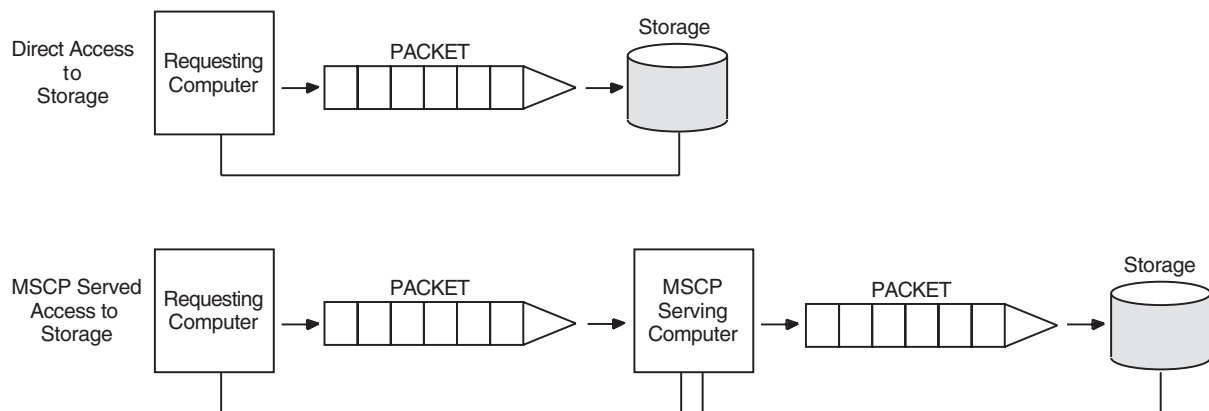 Direct Access
to
Storage
Requesting
Computer
PACKET
Storage
MSCP Served
Access to
Storage
Requesting
Computer
PACKET
MSCP
Serving
Computer
PACKET
Storage